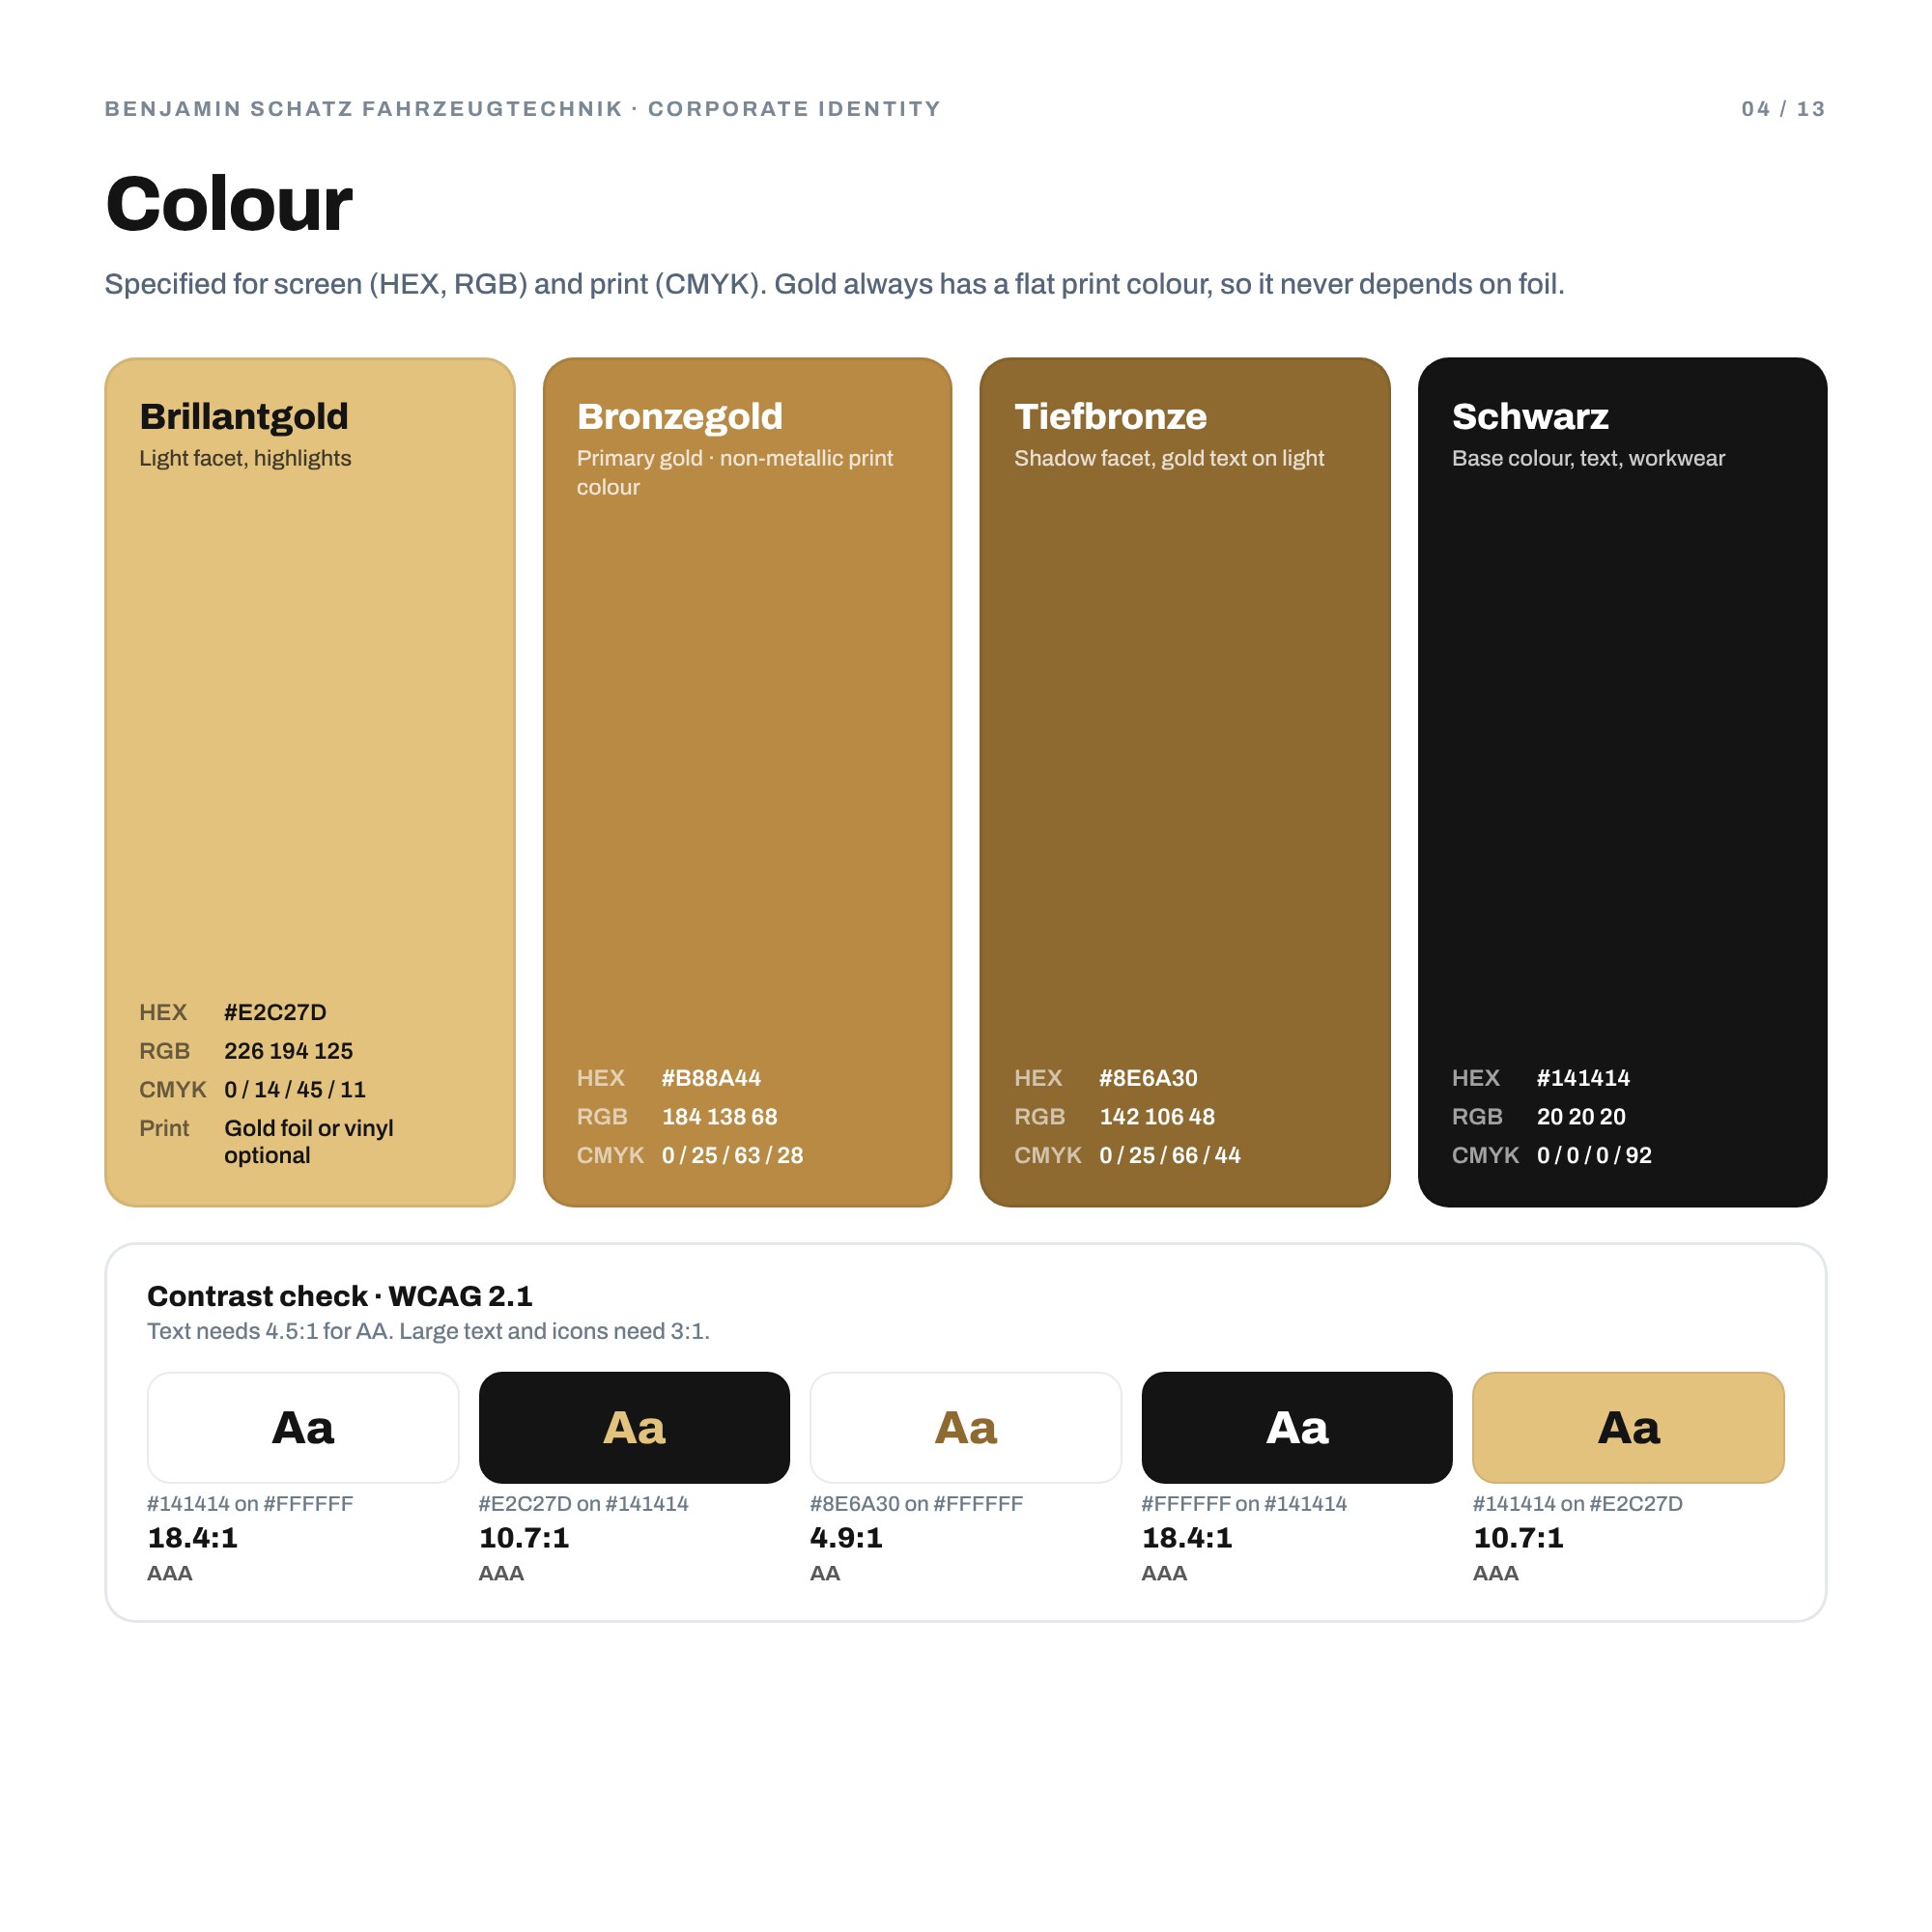 BENJAMIN SCHATZ FAHRZEUGTECHNIK · CORPORATE IDENTITY
04 / 13
Colour
Specified for screen (HEX, RGB) and print (CMYK). Gold always has a flat print colour, so it never depends on foil.
Brillantgold
Light facet, highlights
HEX #E2C27D
RGB 226 194 125
CMYK 0 / 14 / 45 / 11
Print Gold foil or vinyl
optional
Bronzegold
Primary gold · non-metallic print
colour
HEX #B88A44
RGB 184 138 68
CMYK 0 / 25 / 63 / 28
Tiefbronze
Shadow facet, gold text on light
HEX #8E6A30
RGB 142 106 48
CMYK 0 / 25 / 66 / 44
Schwarz
Base colour, text, workwear
HEX #141414
RGB 20 20 20
CMYK 0 / 0 / 0 / 92
Contrast check · WCAG 2.1
Text needs 4.5:1 for AA. Large text and icons need 3:1.
Aa
#141414 on #FFFFFF
18.4:1
AAA
Aa
#E2C27D on #141414
10.7:1
AAA
Aa
#8E6A30 on #FFFFFF
4.9:1
AA
Aa
#FFFFFF on #141414
18.4:1
AAA
Aa
#141414 on #E2C27D
10.7:1
AAA